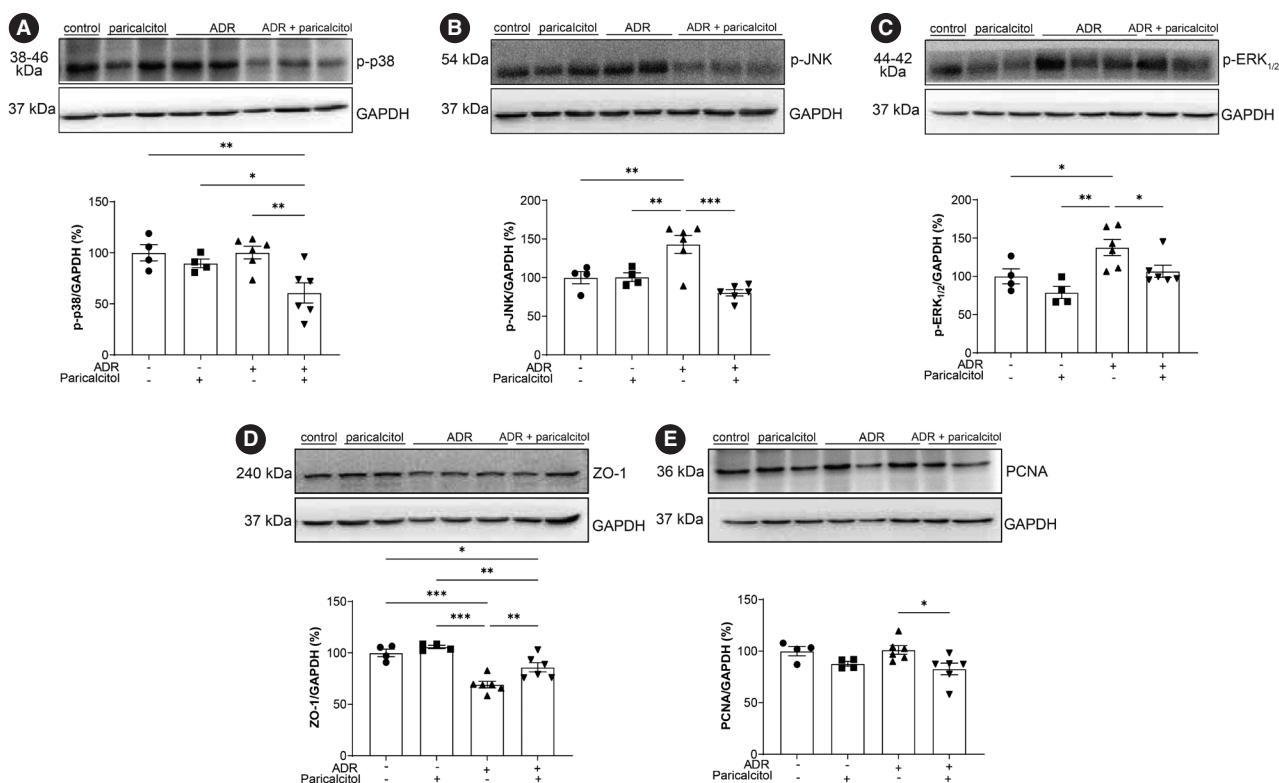 A
control paricalcitol ADR ADR + paricalcitol
38-46
kDa
p-p38
37 kDa
GAPDH
**
*
**
150
100
50
0
p-p38/GAPDH (%)
ADR - - + +
Paricalcitol - + - +
B
control paricalcitol ADR ADR + paricalcitol
54 kDa
p-JNK
37 kDa
GAPDH
**
** ***
200
150
100
50
0
p-JNK/GAPDH (%)
ADR - - + +
Paricalcitol - + - +
C
control paricalcitol ADR ADR + paricalcitol
44-42
kDa
p-ERK1/2
37 kDa
GAPDH
*
** *
200
150
100
50
0
p-ERK1/2/GAPDH (%)
ADR - - + +
Paricalcitol - + - +
D
control paricalcitol ADR ADR + paricalcitol
240 kDa
ZO-1
37 kDa
GAPDH
*
**
***
*** **
150
100
50
0
ZO-1/GAPDH (%)
ADR - - + +
Paricalcitol - + - +
E
control paricalcitol ADR ADR + paricalcitol
36 kDa
PCNA
37 kDa
GAPDH
*
150
100
50
0
PCNA/GAPDH (%)
ADR - - + +
Paricalcitol - + - +